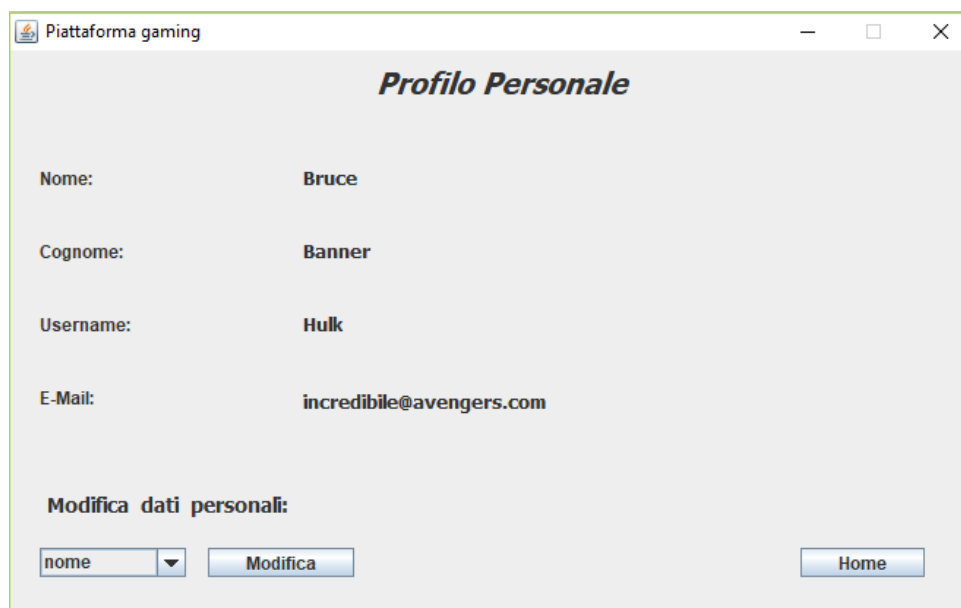 Piattaforma gaming
Profilo Personale
Nome: Bruce
Cognome: Banner
Username: Hulk
E-Mail: incredibile@avengers.com
Modifica dati personali:
nome Modifica Home